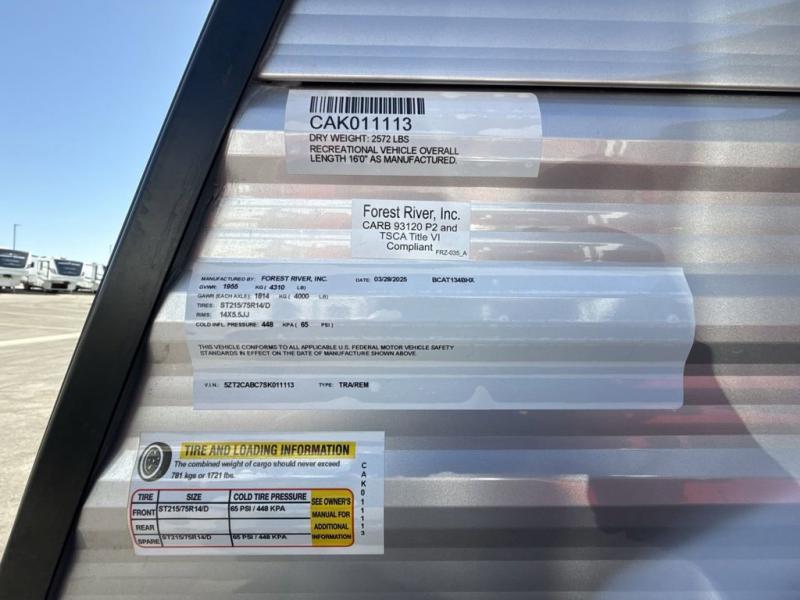 CAK011113
DRY WEIGHT: 2572 LBS
RECREATIONAL VEHICLE OVERALL
LENGTH 16'0" AS MANUFACTURED.
Forest River, Inc.
CARB 93120 P2 and
TSCA Title VI
Compliant
FRZ-035_A
MANUFACTURED BY: FOREST RIVER, INC. DATE: 03/28/2025 BCAT134BHX
GVWR: 1955 KG ( 4310 LB)
GAWR (EACH AXLE): 1814 KG ( 4000 LB)
TIRES: ST215/75R14/D
RIMS: 14X5.5JJ
COLD INFL. PRESSURE: 448 KPA ( 65 PSI )
THIS VEHICLE CONFORMS TO ALL APPLICABLE U.S. FEDERAL MOTOR VEHICLE SAFETY
STANDARDS IN EFFECT ON THE DATE OF MANUFACTURE SHOWN ABOVE.
V.I.N.: 5ZT2CABC7SK011113 TYPE: TRA/REM
TIRE AND LOADING INFORMATION
The combined weight of cargo should never exceed
781 kgs or 1721 lbs.
TIRE SIZE COLD TIRE PRESSURE
FRONT ST215/75R14/D 65 PSI / 448 KPA
REAR
SPARE ST215/75R14/D 65 PSI / 448 KPA
SEE OWNER'S
MANUAL FOR
ADDITIONAL
INFORMATION
CAK011113